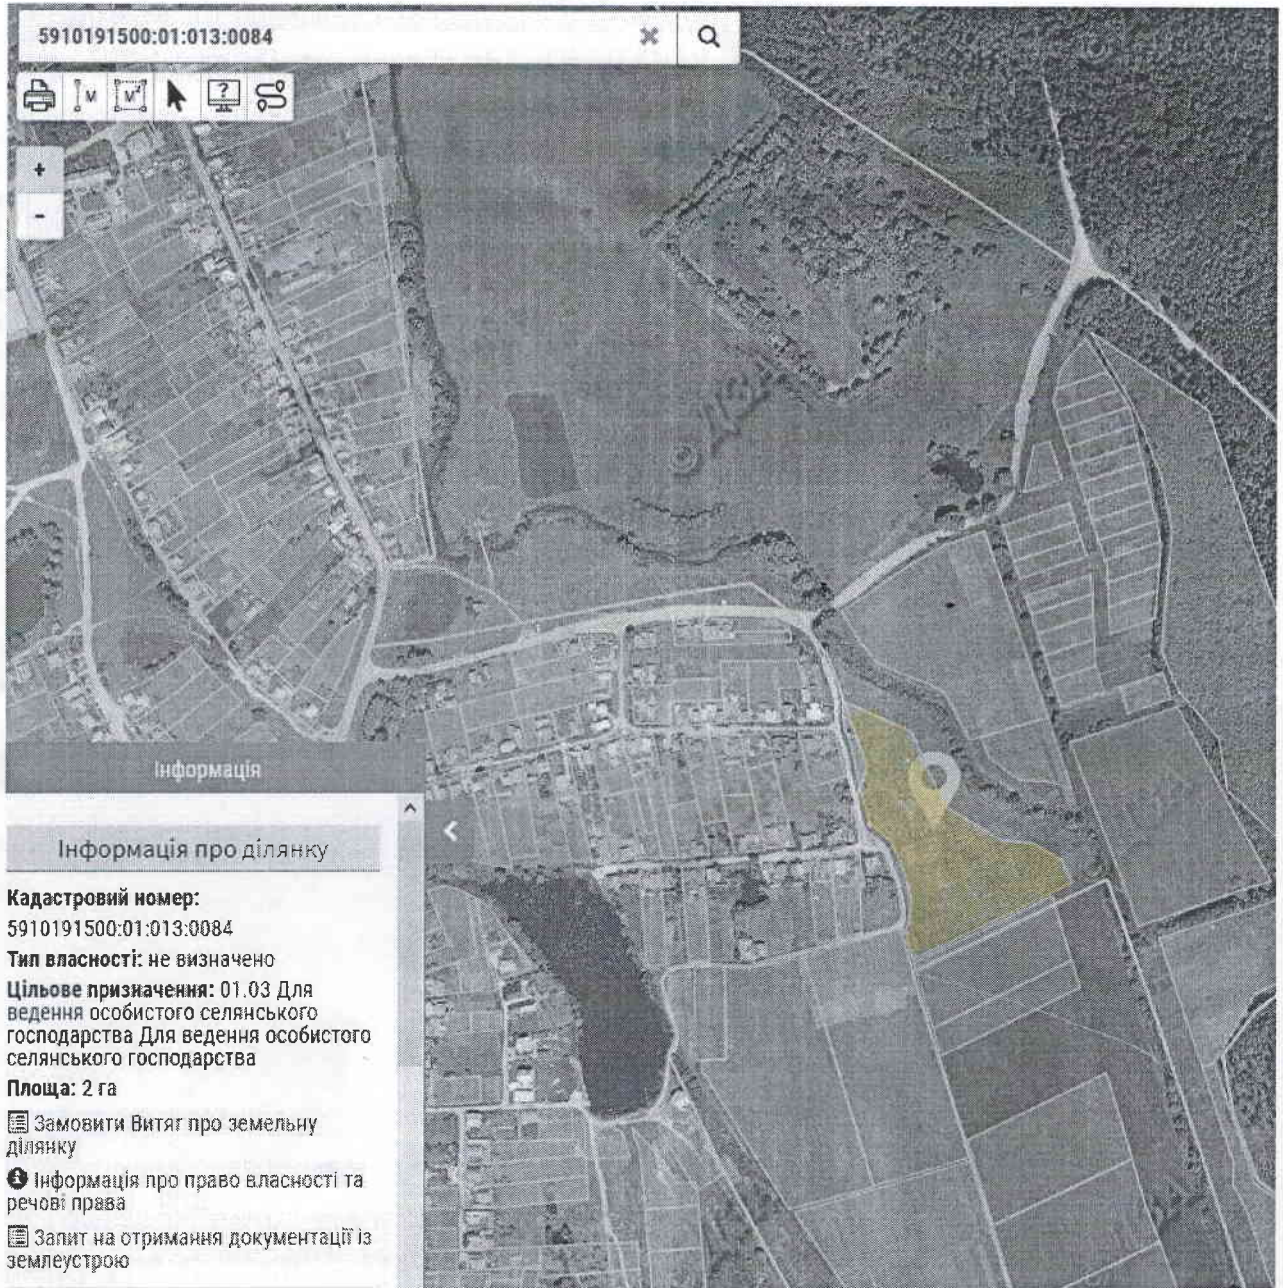 5910191500:01:013:0084
M
M²
?
+
-
Інформація
Інформація про ділянку
Кадастровий номер:
5910191500:01:013:0084
Тип власності: не визначено
Цільове призначення: 01.03 Для
ведення особистого селянського
господарства Для ведення особистого
селянського господарства
Площа: 2 га
Замовити Витяг про земельну
ділянку
Інформація про право власності та
речові права
Запит на отримання документації із
землеустрою